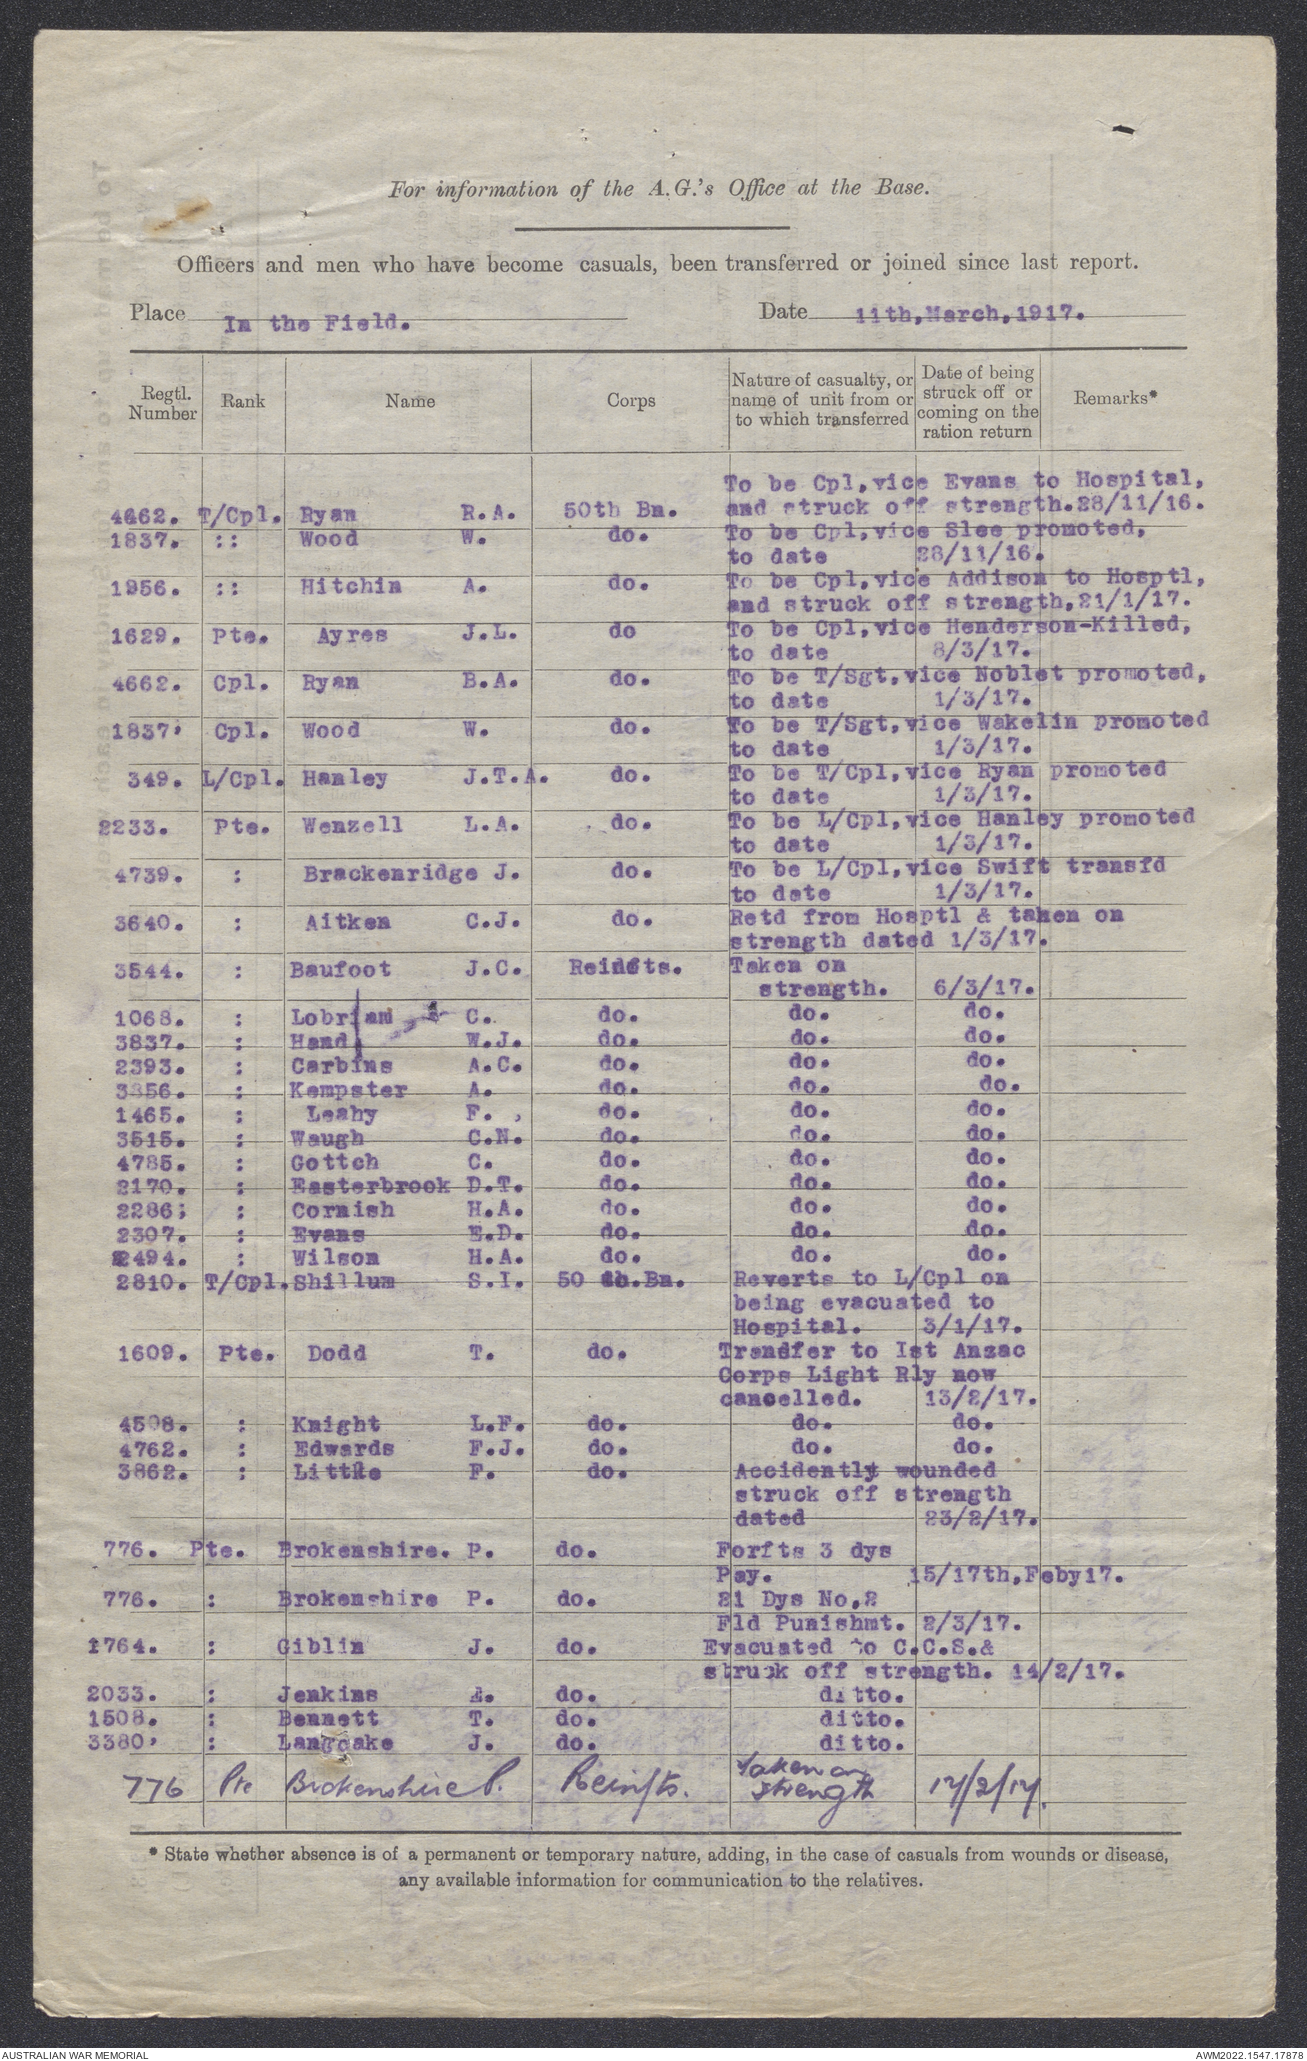 For information of the A.G.'s Office at the Base.
Officers and men who have become casuals, been transferred or joined since last report.
Place In the Field. Date 11th,March,1917.
Regtl. Number Rank Name Corps Nature of casualty, or name of unit from or to which transferred Date of being struck off or coming on the ration return Remarks*
To be Cpl,vice Evans to Hospital,
4662. T/Cpl. Ryan R.A. 50th Bn. and struck off strength.28/11/16.
1837. :: Wood W. do. To be Cpl,vice Slee promoted,
to date 28/11/16.
1956. :: Hitchin A. do. To be Cpl,vice Addison to Hosptl,
and struck off strength,21/1/17.
1629. Pte. Ayres J.L. do To be Cpl,vice Henderson-Killed,
to date 8/3/17.
4662. Cpl. Ryan B.A. do. To be T/Sgt,vice Noblet promoted,
to date 1/3/17.
1837' Cpl. Wood W. do. To be T/Sgt,vice Wakelin promoted
to date 1/3/17.
349. L/Cpl. Hanley J.T.A. do. To be T/Cpl,vice Ryan promoted
to date 1/3/17.
2233. Pte. Wenzell L.A. do. To be L/Cpl,vice Hanley promoted
to date 1/3/17.
4739. : Brackenridge J. do. To be L/Cpl,vice Swift transfd
to date 1/3/17.
3640. : Aitken C.J. do. Retd from Hosptl & taken on
strength dated 1/3/17.
3544. : Baufoot J.C. Reinfts. Taken on
strength. 6/3/17.
1068. : Lobrian C. do. do. do.
3837. : Hand W.J. do. do. do.
2393. : Carbins A.C. do. do. do.
3856. : Kempster A. do. do. do.
1465. : Leahy F. do. do. do.
3515. : Waugh C.N. do. do. do.
4785. : Gottch C. do. do. do.
2170. : Easterbrook D.T. do. do. do.
2286; : Cornish H.A. do. do. do.
2307. : Evans E.D. do. do. do.
2494. : Wilson H.A. do. do. do.
2810. T/Cpl. Shillum S.I. 50 th.Bn. Reverts to L/Cpl on
being evacuated to
Hospital. 3/1/17.
1609. Pte. Dodd T. do. Transfer to Ist Anzac
Corps Light Rly now
cancelled. 13/2/17.
4508. : Knight L.F. do. do. do.
4762. : Edwards F.J. do. do. do.
3862. : Little F. do. Accidently wounded
struck off strength
dated 23/2/17.
776. Pte. Brokenshire. P. do. Forfts 3 dys
Pay. 15/17th,Feby17.
776. : Brokenshire P. do. 21 Dys No,2
Fld Punishmt. 2/3/17.
1764. : Giblin J. do. Evacuated to C.C.S.&
struck off strength. 14/2/17.
2033. : Jenkins do. ditto.
1508. : Bennett T. do. ditto.
3380' : Langcake J. do. ditto.
776 Pte Brokenshire P. Reinfts. Taken on
strength 17/2/17.
* State whether absence is of a permanent or temporary nature, adding, in the case of casuals from wounds or disease,
any available information for communication to the relatives.
AUSTRALIAN WAR MEMORIAL AWM2022.1547.17878